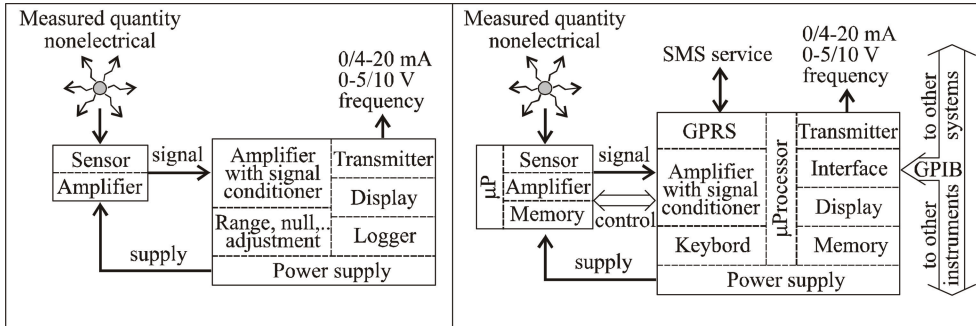 Measured quantity
nonelectrical
0/4-20 mA
0-5/10 V
frequency
Sensor
Amplifier
signal
supply
Amplifier
with signal
conditioner
Range, null,..
adjustment
Transmitter
Display
Logger
Power supply
Measured quantity
nonelectrical
SMS service
0/4-20 mA
0-5/10 V
frequency
μP
Sensor
Amplifier
Memory
signal
control
supply
GPRS
Amplifier
with signal
conditioner
Keybord
μProcessor
Transmitter
Interface
Display
Memory
Power supply
GPIB
to other
systems
to other
instruments